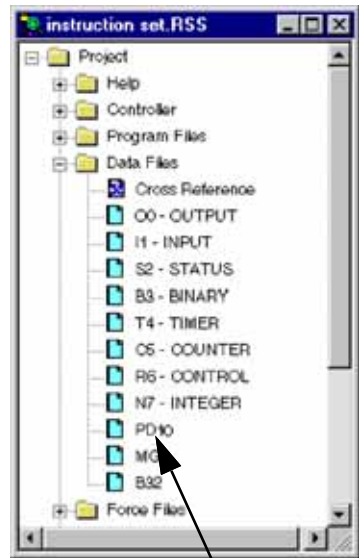 instruction set.RSS
Project
Help
Controller
Program Files
Data Files
Cross Reference
O0 - OUTPUT
I1 - INPUT
S2 - STATUS
B3 - BINARY
T4 - TIMER
C5 - COUNTER
R6 - CONTROL
N7 - INTEGER
PD10
B32
Force Files